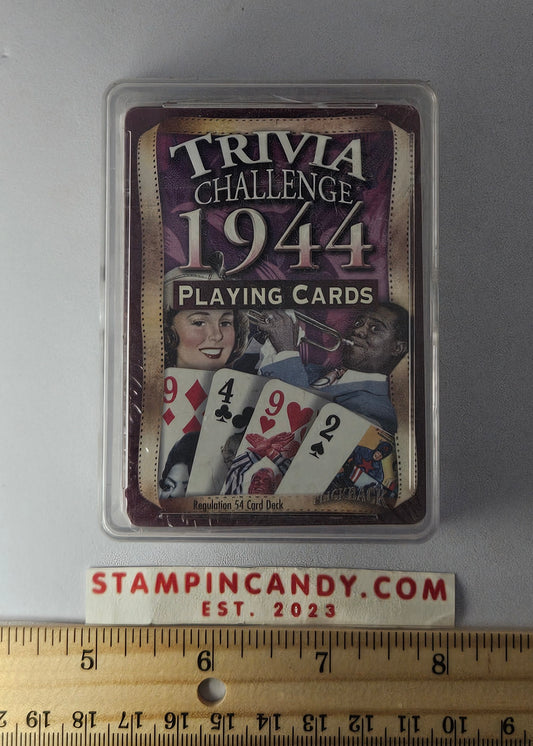 TRIVIA
CHALLENGE
1944
PLAYING CARDS
9
4
9
2
Regulation 54 Card Deck
FLICKBACK
STAMPINCANDY.COM
EST. 2023
5 6 7 8
20 19 18 17 16 15 14 13 12 11 10 9